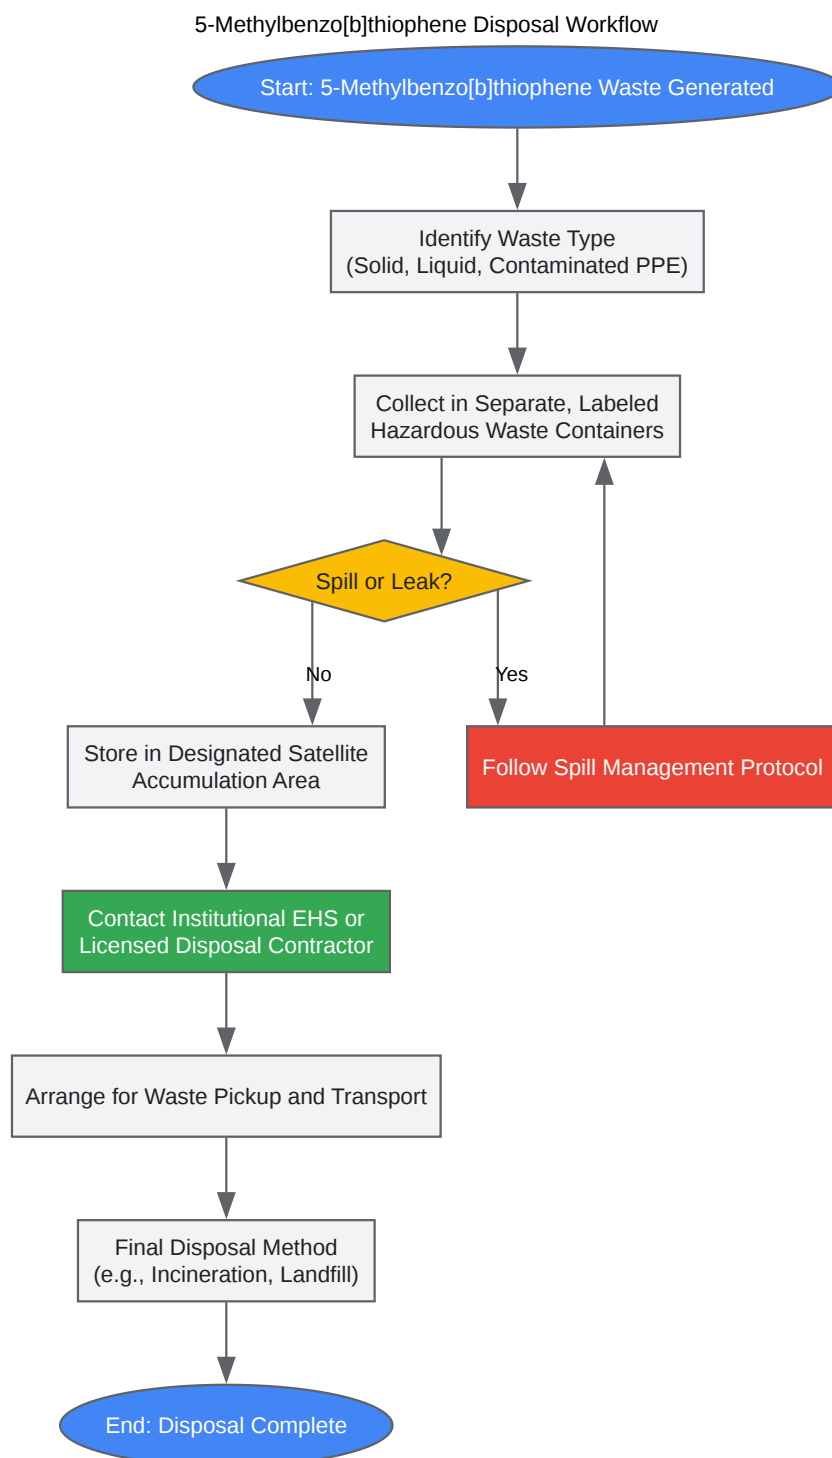 5-Methylbenzo[b]thiophene Disposal Workflow
Start: 5-Methylbenzo[b]thiophene Waste Generated
Identify Waste Type
(Solid, Liquid, Contaminated PPE)
Collect in Separate, Labeled
Hazardous Waste Containers
Spill or Leak?
No
Yes
Store in Designated Satellite
Accumulation Area
Follow Spill Management Protocol
Contact Institutional EHS or
Licensed Disposal Contractor
Arrange for Waste Pickup and Transport
Final Disposal Method
(e.g., Incineration, Landfill)
End: Disposal Complete